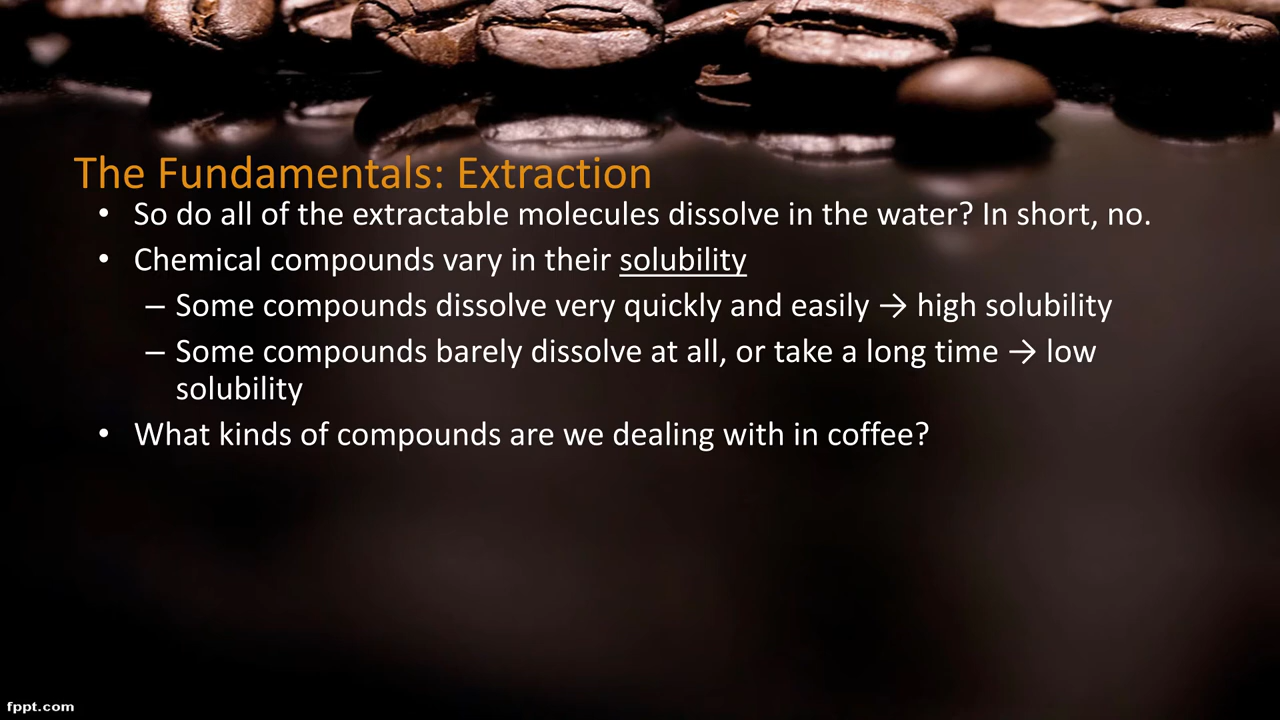 The Fundamentals: Extraction
• So do all of the extractable molecules dissolve in the water? In short, no.
• Chemical compounds vary in their solubility
– Some compounds dissolve very quickly and easily → high solubility
– Some compounds barely dissolve at all, or take a long time → low
solubility
• What kinds of compounds are we dealing with in coffee?
fppt.com